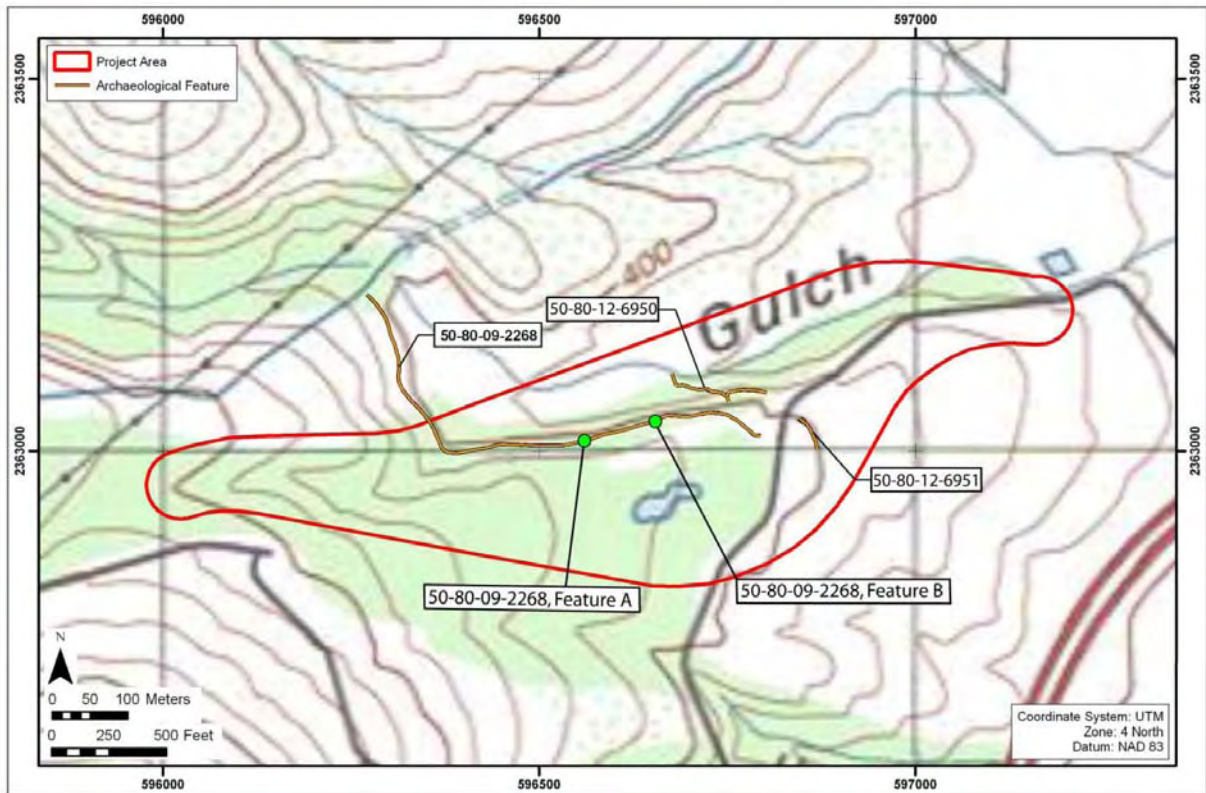 596000
596500
597000
2363500
2363500
Project Area
Archaeological Feature
400
Gulch
50-80-12-6950
50-80-09-2268
2363000
2363000
50-80-12-6951
50-80-09-2268, Feature A
50-80-09-2268, Feature B
N
0 50 100 Meters
0 250 500 Feet
Coordinate System: UTM
Zone: 4 North
Datum: NAD 83
596000
596500
597000